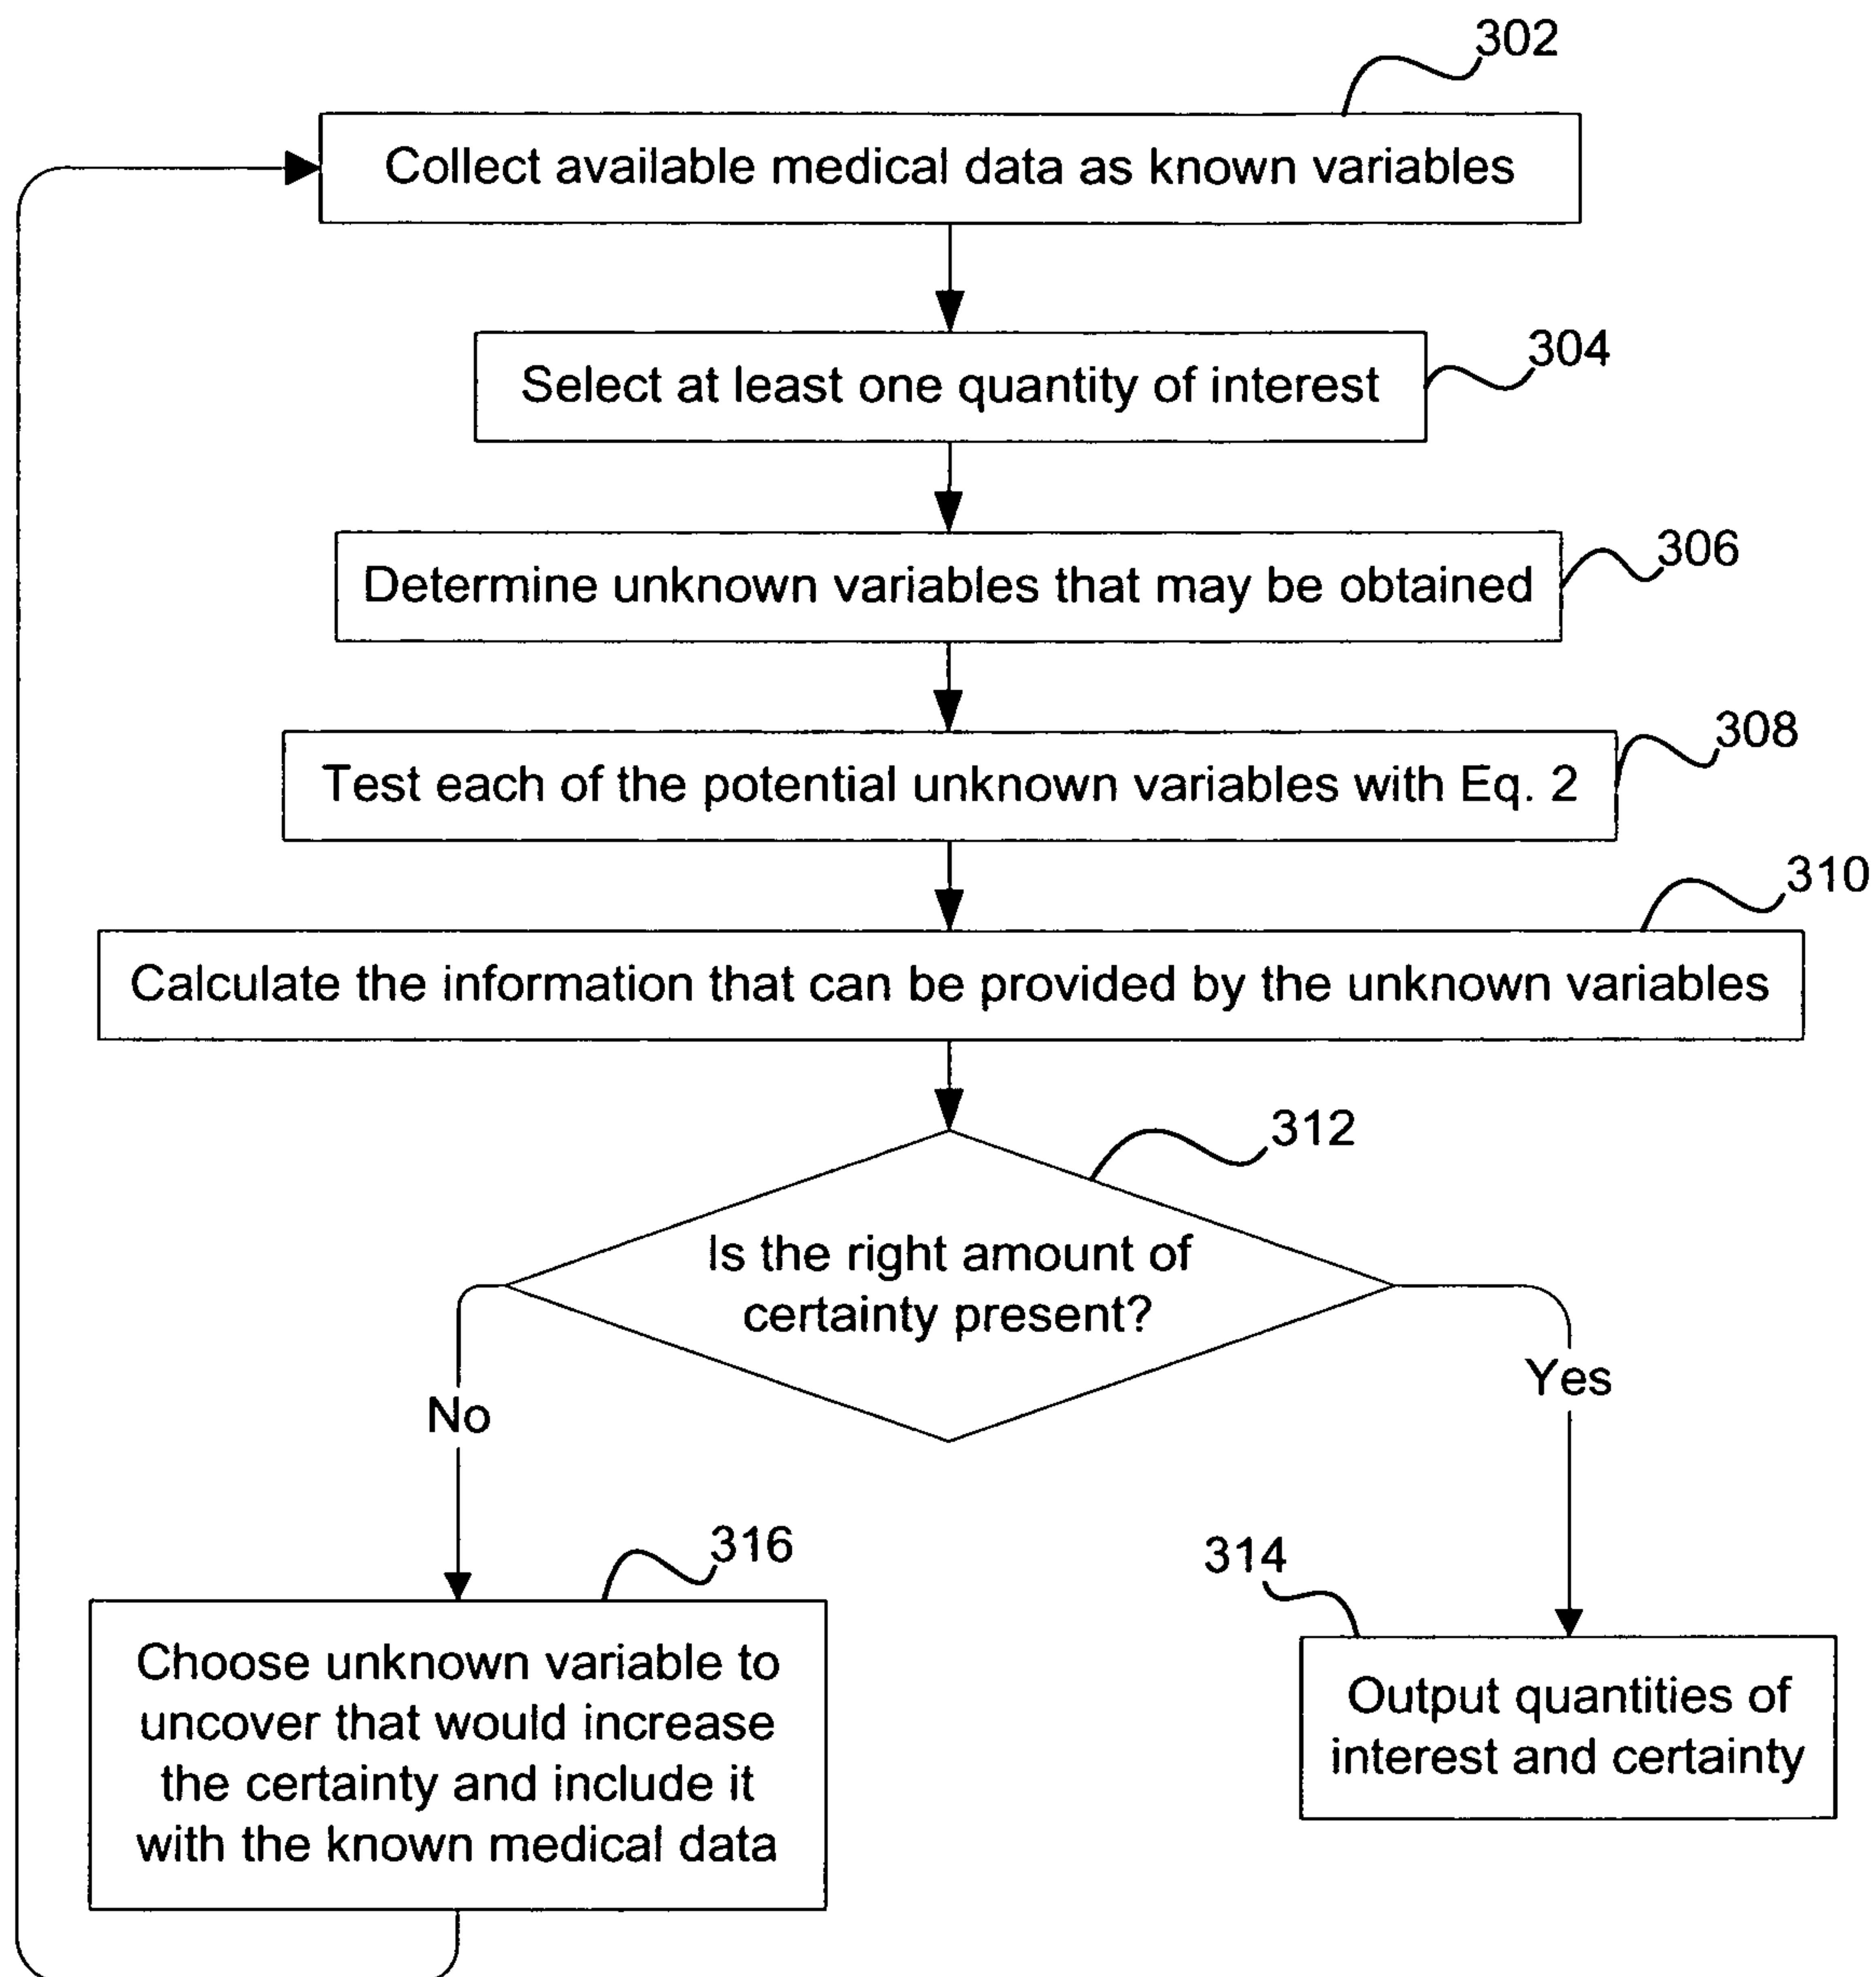 302
Collect available medical data as known variables
304
Select at least one quantity of interest
306
Determine unknown variables that may be obtained
308
Test each of the potential unknown variables with Eq. 2
310
Calculate the information that can be provided by the unknown variables
312
Is the right amount of
certainty present?
No
Yes
316
Choose unknown variable to
uncover that would increase
the certainty and include it
with the known medical data
314
Output quantities of
interest and certainty